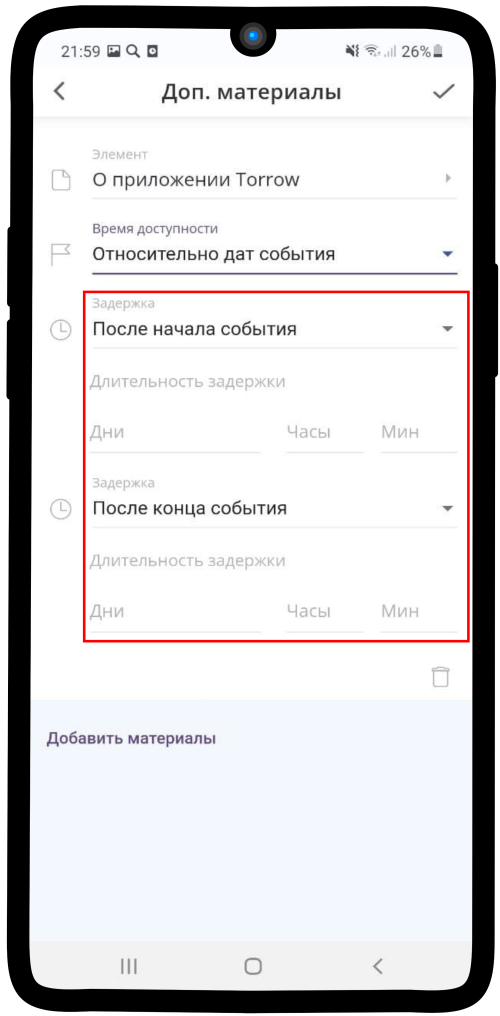 21:59 26%
Доп. материалы
Элемент
О приложении Torrow
Время доступности
Относительно дат события
Задержка
После начала события
Длительность задержки
Дни Часы Мин
Задержка
После конца события
Длительность задержки
Дни Часы Мин
Добавить материалы